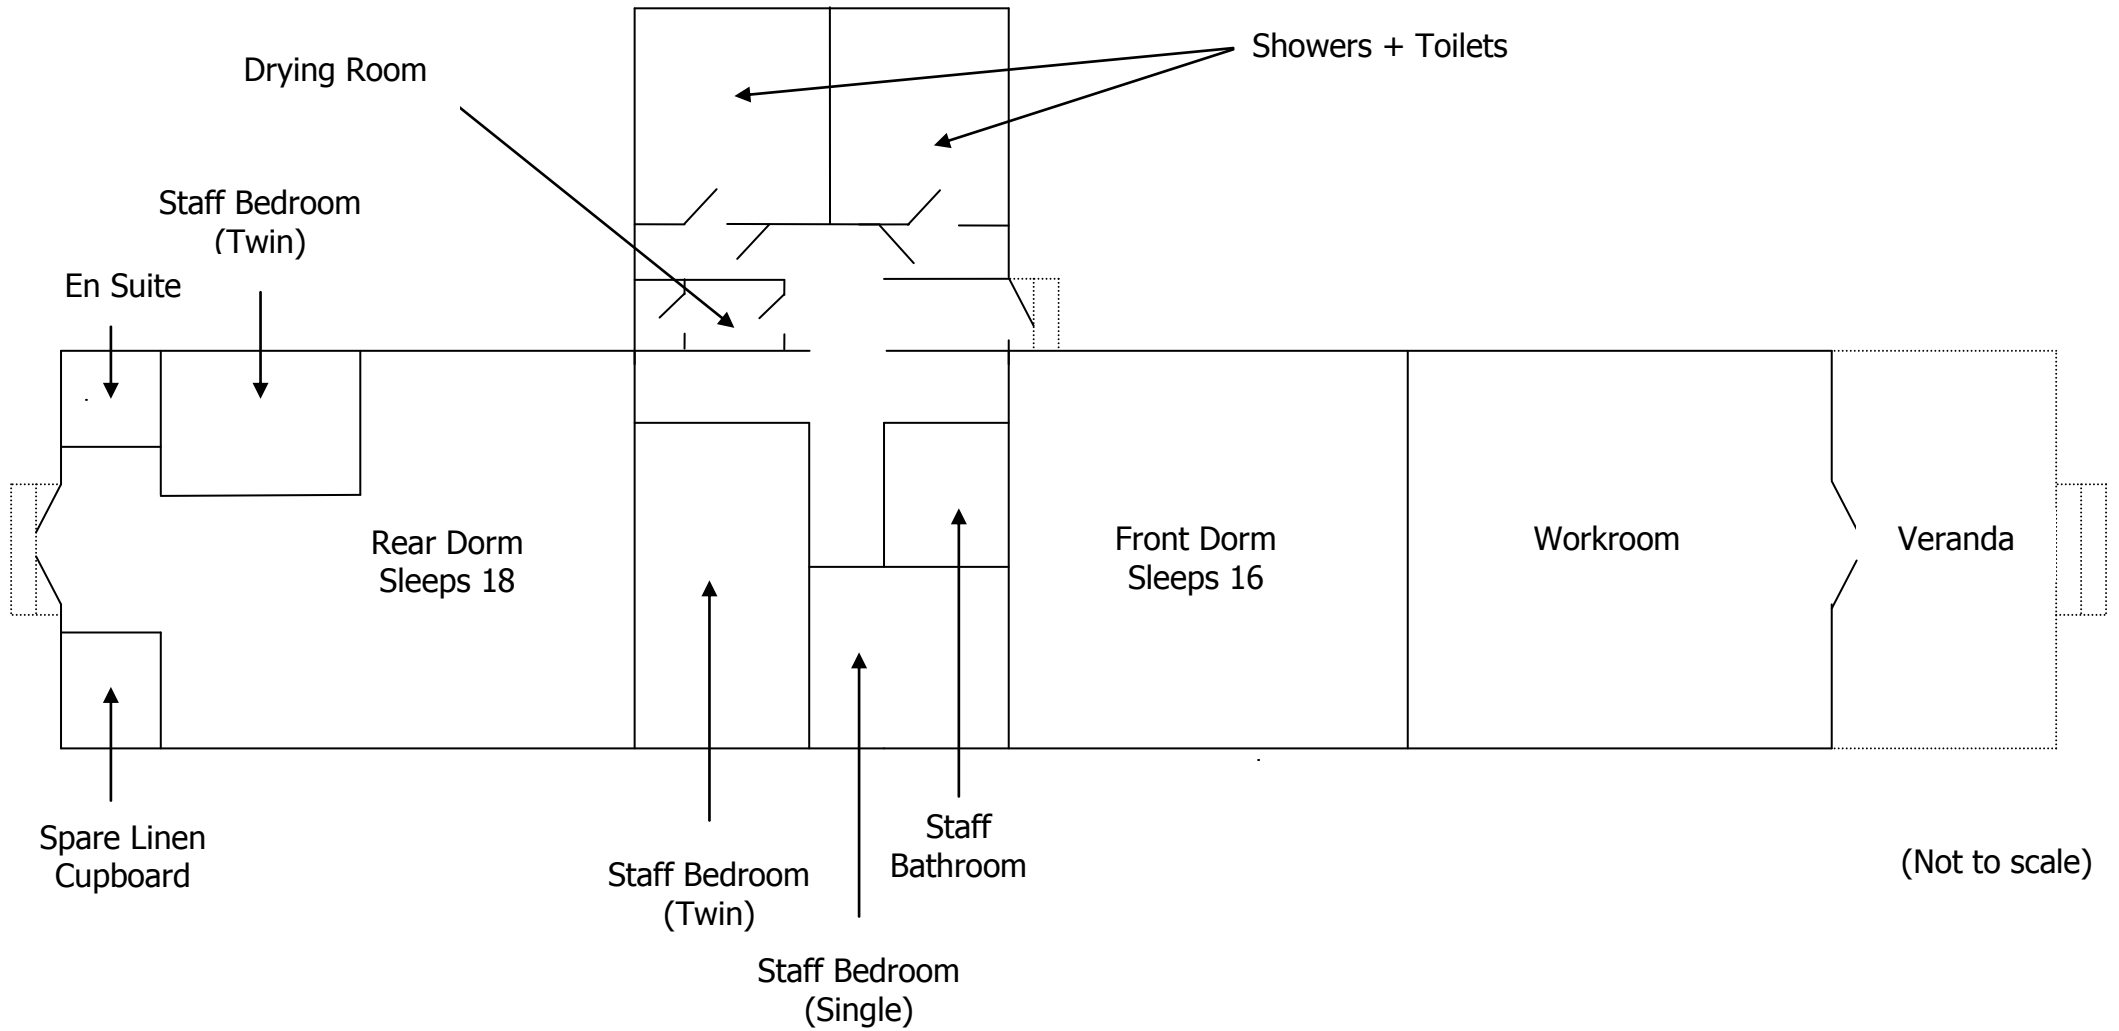 Showers + Toilets
Drying Room
Staff Bedroom
(Twin)
En Suite
Rear Dorm
Sleeps 18
Front Dorm
Sleeps 16
Workroom
Veranda
Spare Linen
Cupboard
Staff Bedroom
(Twin)
Staff
Bathroom
(Not to scale)
Staff Bedroom
(Single)